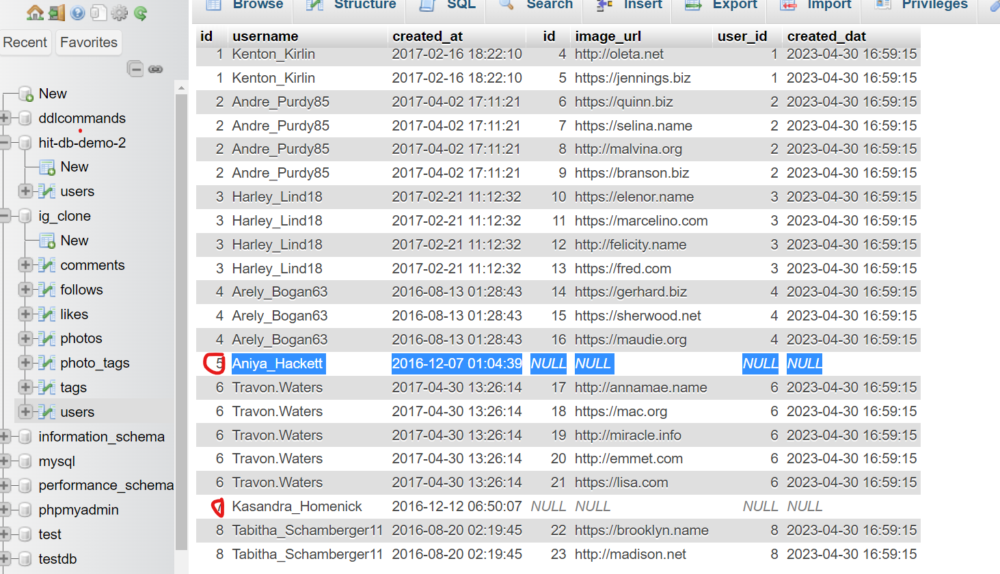 Browse Structure SQL Search Insert Export Import Privileges
Recent Favorites
New
ddlcommands
hit-db-demo-2
New
users
ig_clone
New
comments
follows
likes
photos
photo_tags
tags
users
information_schema
mysql
performance_schema
phpmyadmin
test
testdb
id username created_at id image_url user_id created_dat
1 Kenton_Kirlin 2017-02-16 18:22:10 4 http://oleta.net 1 2023-04-30 16:59:15
1 Kenton_Kirlin 2017-02-16 18:22:10 5 https://jennings.biz 1 2023-04-30 16:59:15
2 Andre_Purdy85 2017-04-02 17:11:21 6 https://quinn.biz 2 2023-04-30 16:59:15
2 Andre_Purdy85 2017-04-02 17:11:21 7 https://selina.name 2 2023-04-30 16:59:15
2 Andre_Purdy85 2017-04-02 17:11:21 8 http://malvina.org 2 2023-04-30 16:59:15
2 Andre_Purdy85 2017-04-02 17:11:21 9 https://branson.biz 2 2023-04-30 16:59:15
3 Harley_Lind18 2017-02-21 11:12:32 10 https://elenor.name 3 2023-04-30 16:59:15
3 Harley_Lind18 2017-02-21 11:12:32 11 https://marcelino.com 3 2023-04-30 16:59:15
3 Harley_Lind18 2017-02-21 11:12:32 12 http://felicity.name 3 2023-04-30 16:59:15
3 Harley_Lind18 2017-02-21 11:12:32 13 https://fred.com 3 2023-04-30 16:59:15
4 Arely_Bogan63 2016-08-13 01:28:43 14 https://gerhard.biz 4 2023-04-30 16:59:15
4 Arely_Bogan63 2016-08-13 01:28:43 15 https://sherwood.net 4 2023-04-30 16:59:15
4 Arely_Bogan63 2016-08-13 01:28:43 16 https://maudie.org 4 2023-04-30 16:59:15
5 Aniya_Hackett 2016-12-07 01:04:39 NULL NULL NULL NULL
6 Travon.Waters 2017-04-30 13:26:14 17 http://annamae.name 6 2023-04-30 16:59:15
6 Travon.Waters 2017-04-30 13:26:14 18 https://mac.org 6 2023-04-30 16:59:15
6 Travon.Waters 2017-04-30 13:26:14 19 http://miracle.info 6 2023-04-30 16:59:15
6 Travon.Waters 2017-04-30 13:26:14 20 http://emmet.com 6 2023-04-30 16:59:15
6 Travon.Waters 2017-04-30 13:26:14 21 https://lisa.com 6 2023-04-30 16:59:15
7 Kasandra_Homenick 2016-12-12 06:50:07 NULL NULL NULL NULL
8 Tabitha_Schamberger11 2016-08-20 02:19:45 22 https://brooklyn.name 8 2023-04-30 16:59:15
8 Tabitha_Schamberger11 2016-08-20 02:19:45 23 http://madison.net 8 2023-04-30 16:59:15